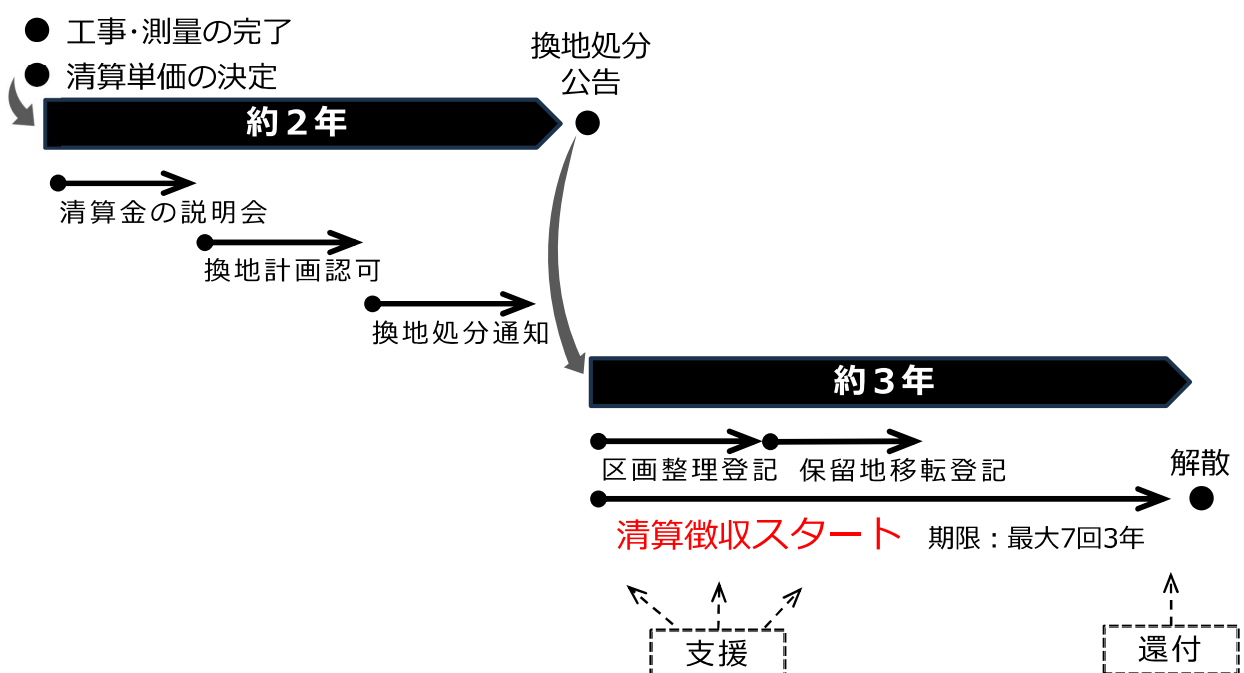 工事・測量の完了
清算単価の決定
換地処分
公告
約２年
清算金の説明会
換地計画認可
換地処分通知
約３年
区画整理登記
保留地移転登記
解散
清算徴収スタート
期限：最大7回3年
支援
還付